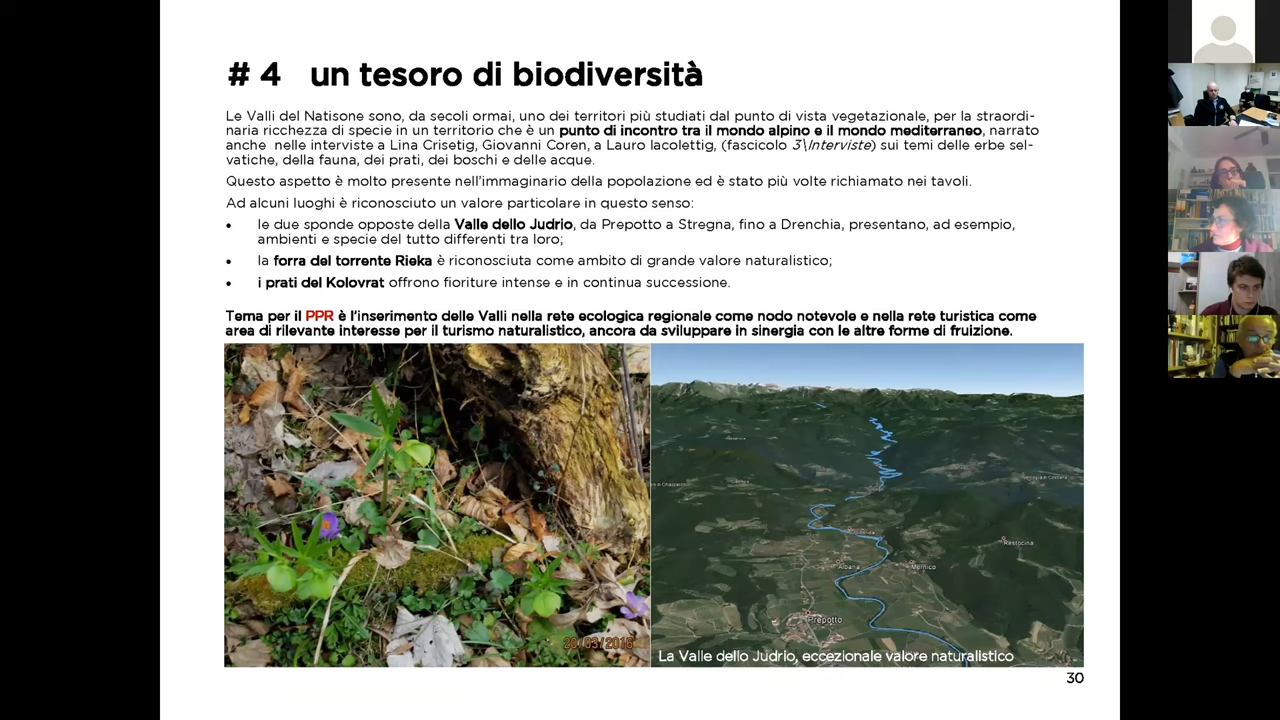 # 4 un tesoro di biodiversità
Le Valli del Natisone sono, da secoli ormai, uno dei territori più studiati dal punto di vista vegetazionale, per la straordi-
naria ricchezza di specie in un territorio che è un punto di incontro tra il mondo alpino e il mondo mediterraneo, narrato
anche nelle interviste a Lina Crisetig, Giovanni Coren, a Lauro Iacolettig, (fascicolo 3\Interviste) sui temi delle erbe sel-
vatiche, della fauna, dei prati, dei boschi e delle acque.
Questo aspetto è molto presente nell'immaginario della popolazione ed è stato più volte richiamato nei tavoli.
Ad alcuni luoghi è riconosciuto un valore particolare in questo senso:
• le due sponde opposte della Valle dello Judrio, da Prepotto a Stregna, fino a Drenchia, presentano, ad esempio,
ambienti e specie del tutto differenti tra loro;
• la forra del torrente Rieka è riconosciuta come ambito di grande valore naturalistico;
• i prati del Kolovrat offrono fioriture intense e in continua successione.
Tema per il PPR è l'inserimento delle Valli nella rete ecologica regionale come nodo notevole e nella rete turistica come
area di rilevante interesse per il turismo naturalistico, ancora da sviluppare in sinergia con le altre forme di fruizione.
Restocina
Albana
Mernico
Prepotto
28/03/2016
La Valle dello Judrio, eccezionale valore naturalistico
30